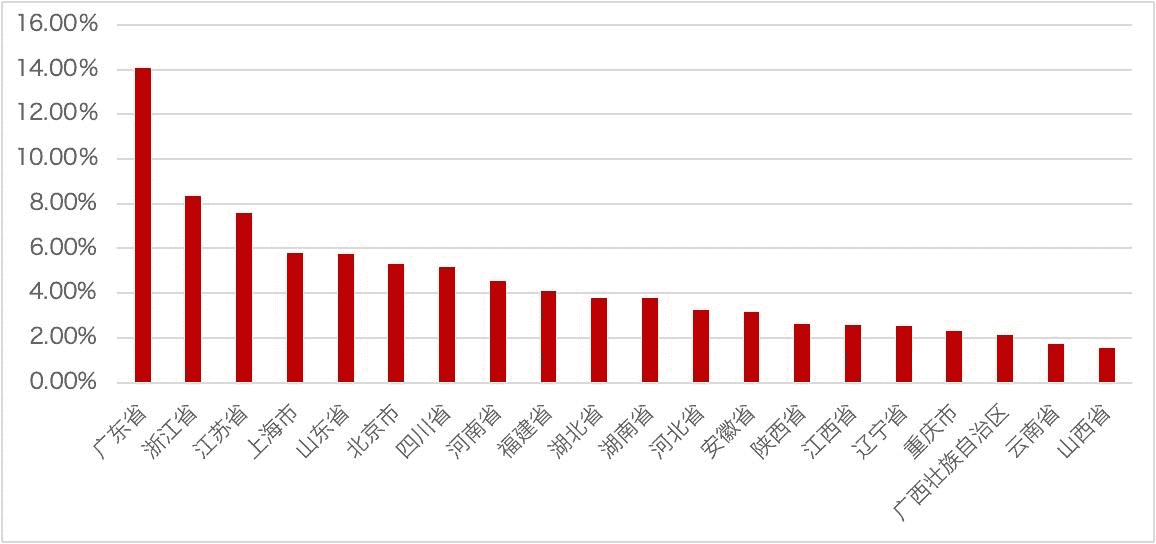 16.00%
14.00%
12.00%
10.00%
8.00%
6.00%
4.00%
2.00%
0.00%
广东省
浙江省
江苏省
上海市
山东省
北京市
四川省
河南省
福建省
湖北省
湖南省
河北省
安徽省
陕西省
江西省
辽宁省
重庆市
广西壮族自治区
云南省
山西省